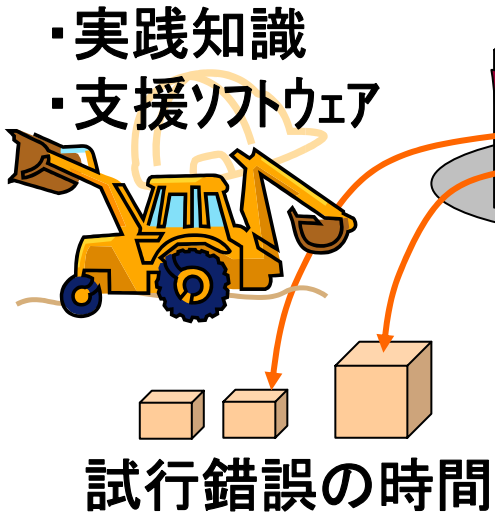 ・実践知識
・支援ソフトウェア
試行錯誤の時間